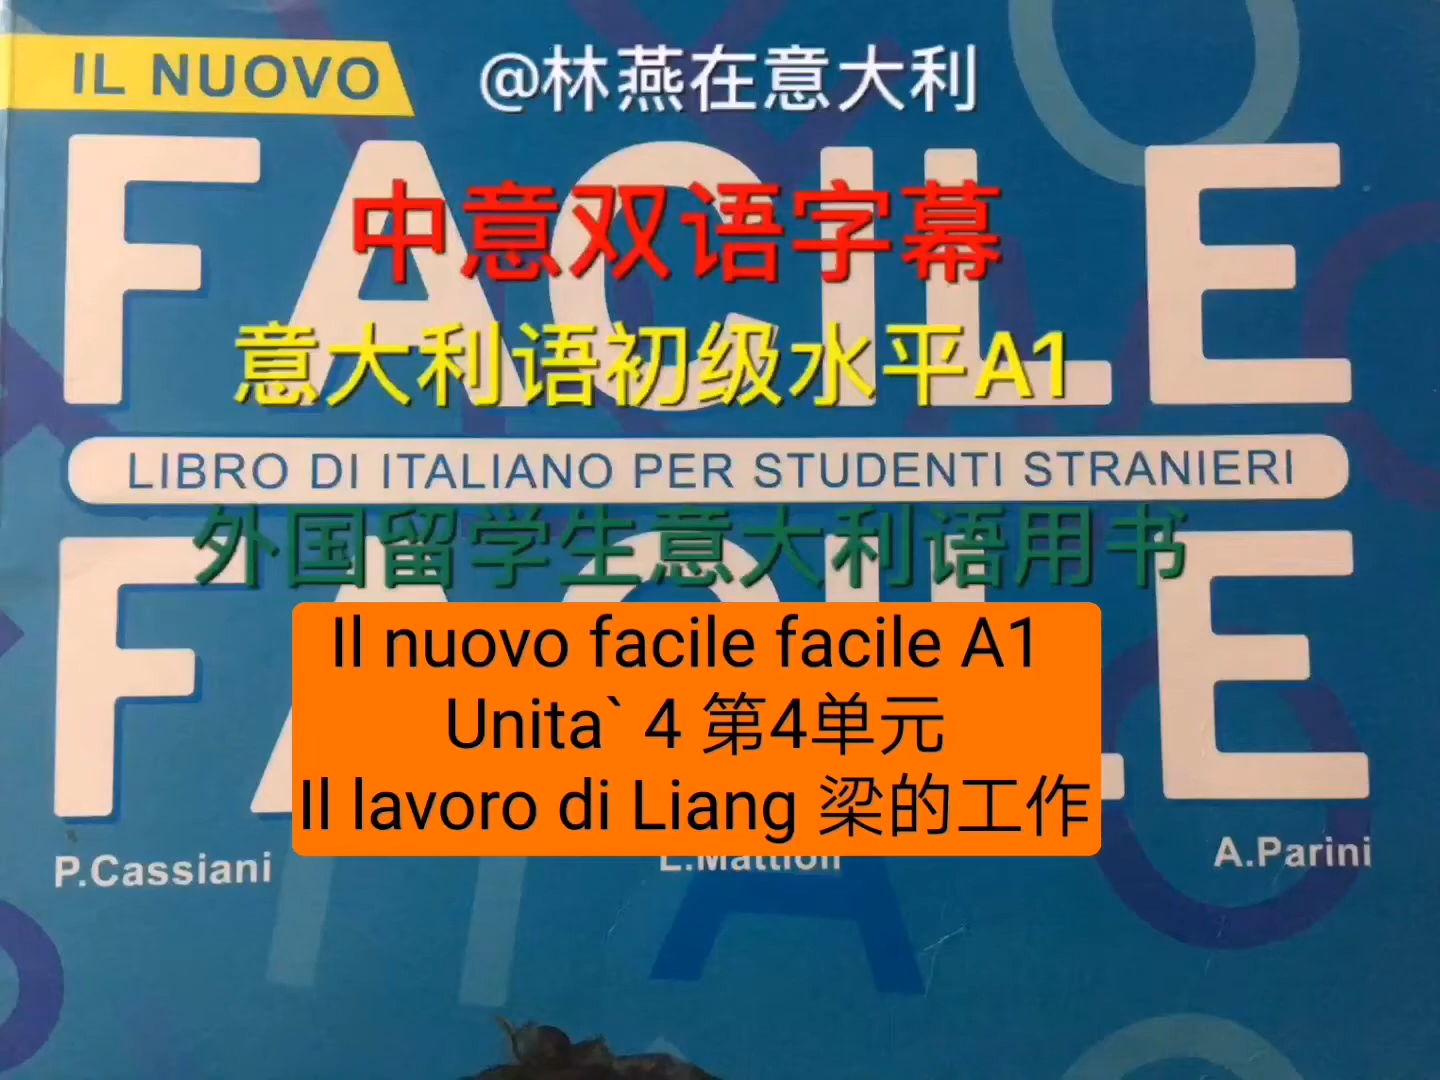 IL NUOVO
@林燕在意大利
FACILE
中意双语字幕
意大利语初级水平A1
LIBRO DI ITALIANO PER STUDENTI STRANIERI
外国留学生意大利语用书
FACILE
Il nuovo facile facile A1
Unita` 4 第4单元
Il lavoro di Liang 梁的工作
P.Cassiani
L.Mattioli
A.Parini